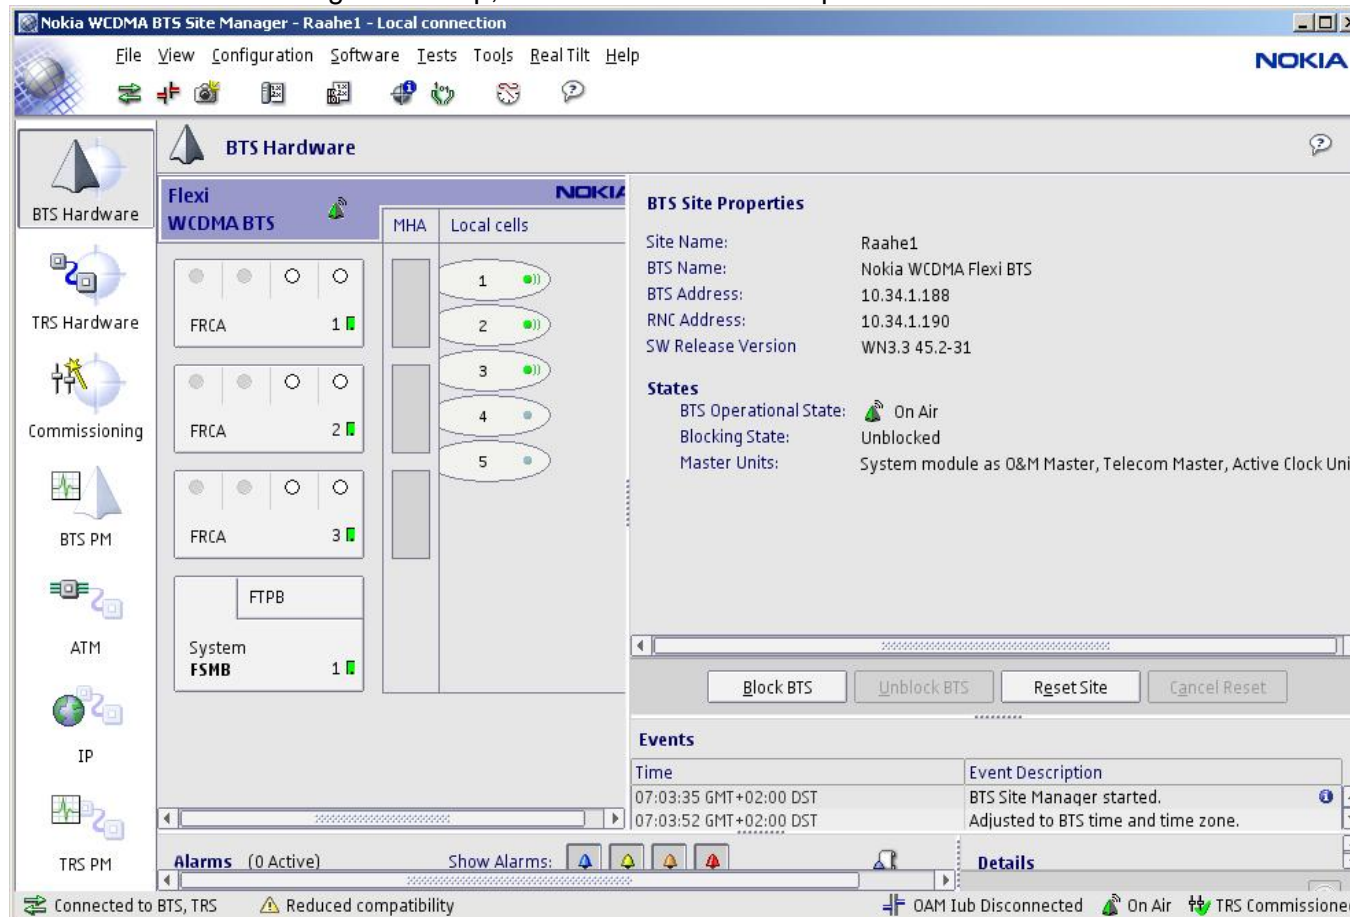 Nokia WCDMA BTS Site Manager - Raahe1 - Local connection
File View Configuration Software Tests Tools Real Tilt Help
NOKIA
BTS Hardware
BTS Hardware
TRS Hardware
Commissioning
BTS PM
ATM
IP
TRS PM
Flexi
WCDMA BTS
NOKIA
MHA Local cells
1
2
3
4
5
FRCA 1
FRCA 2
FRCA 3
FTPB
System
FSMB 1
BTS Site Properties
Site Name: Raahe1
BTS Name: Nokia WCDMA Flexi BTS
BTS Address: 10.34.1.188
RNC Address: 10.34.1.190
SW Release Version WN3.3 45.2-31
States
BTS Operational State: On Air
Blocking State: Unblocked
Master Units: System module as O&M Master, Telecom Master, Active Clock Uni
Block BTS Unblock BTS Reset Site Cancel Reset
Events
Time Event Description
07:03:35 GMT+02:00 DST BTS Site Manager started.
07:03:52 GMT+02:00 DST Adjusted to BTS time and time zone.
Alarms (0 Active) Show Alarms:
Details
Connected to BTS, TRS Reduced compatibility OAM Iub Disconnected On Air TRS Commissione